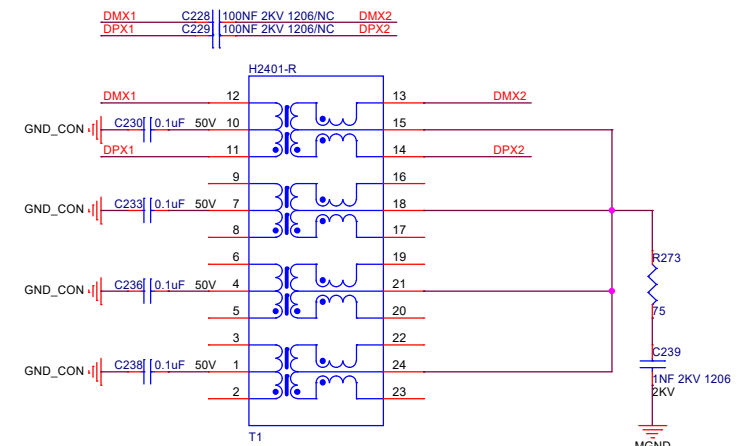 DMX1 C228 100NF 2KV 1206/NC DMX2
DPX1 C229 100NF 2KV 1206/NC DPX2
H2401-R
DMX1 12 13 DMX2
GND_CON C230 0.1uF 50V 10 15
DPX1 11 14 DPX2
9 16
GND_CON C233 0.1uF 50V 7 18
8 17
6 19
GND_CON C236 0.1uF 50V 4 21
5 20
R273
75
3 22
GND_CON C238 0.1uF 50V 1 24
2 23
C239
1NF 2KV 1206
2KV
T1
MGND